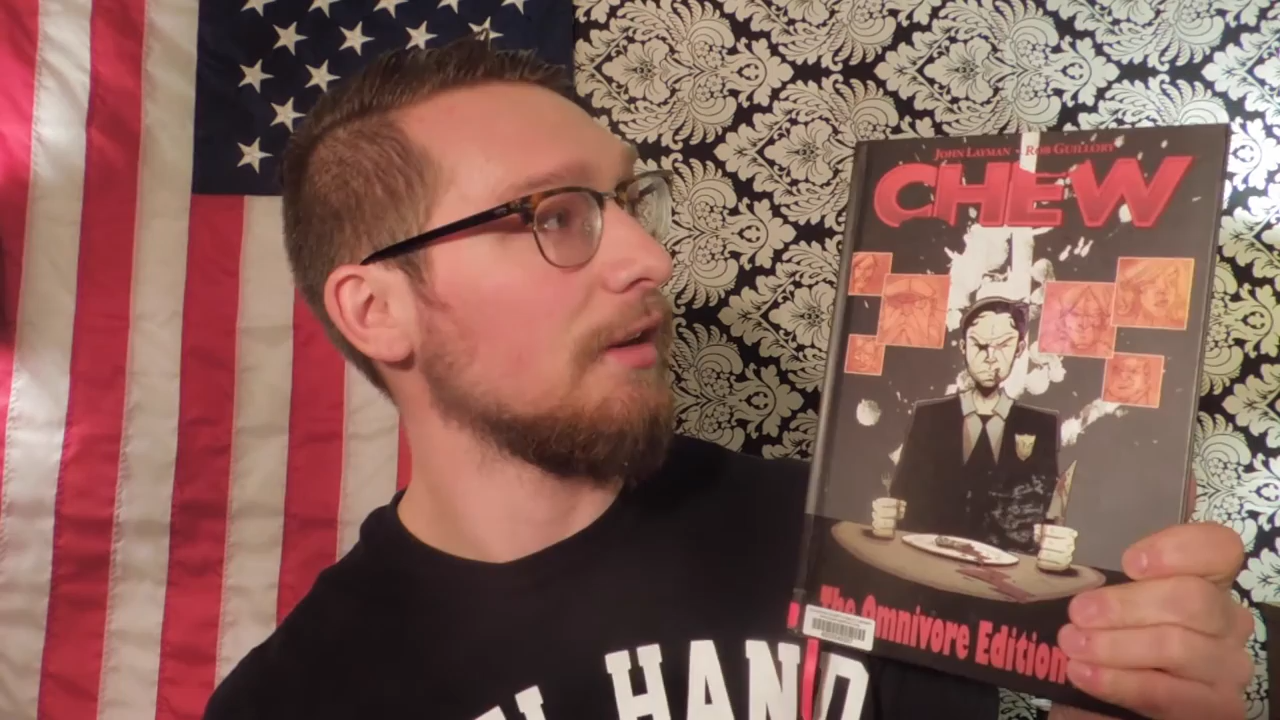 JOHN LAYMAN • ROB GUILLORY
CHEW
The Omnivore Edition
HAND